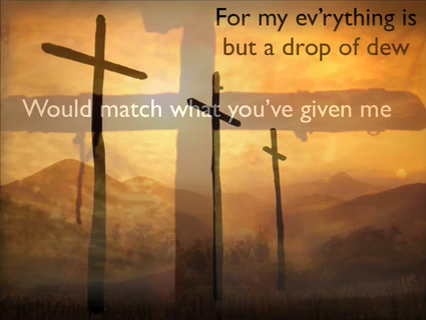 For my ev’rything is
but a drop of dew
Would match what you’ve given me